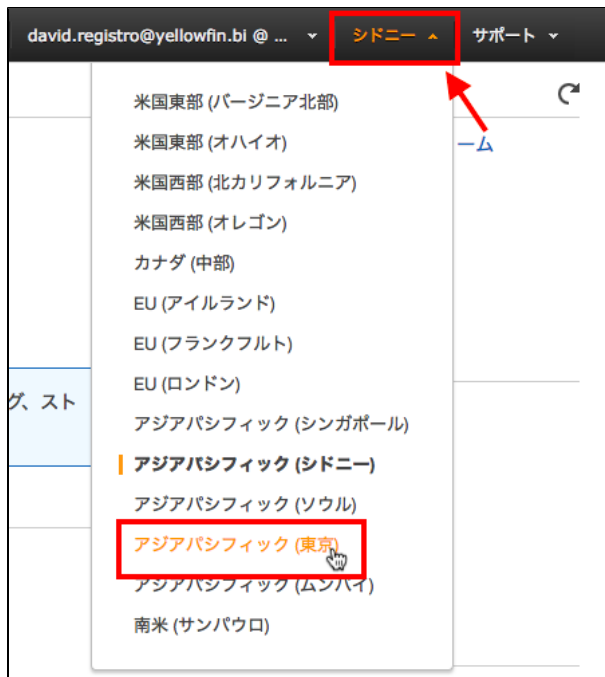 david.registro@yellowfin.bi @ ... シドニー サポート
米国東部 (バージニア北部)
米国東部 (オハイオ)
ーム
米国西部 (北カリフォルニア)
米国西部 (オレゴン)
カナダ (中部)
EU (アイルランド)
EU (フランクフルト)
EU (ロンドン)
グ、スト
アジアパシフィック (シンガポール)
アジアパシフィック (シドニー)
アジアパシフィック (ソウル)
アジアパシフィック (東京)
アジアパシフィック (ムンバイ)
南米 (サンパウロ)